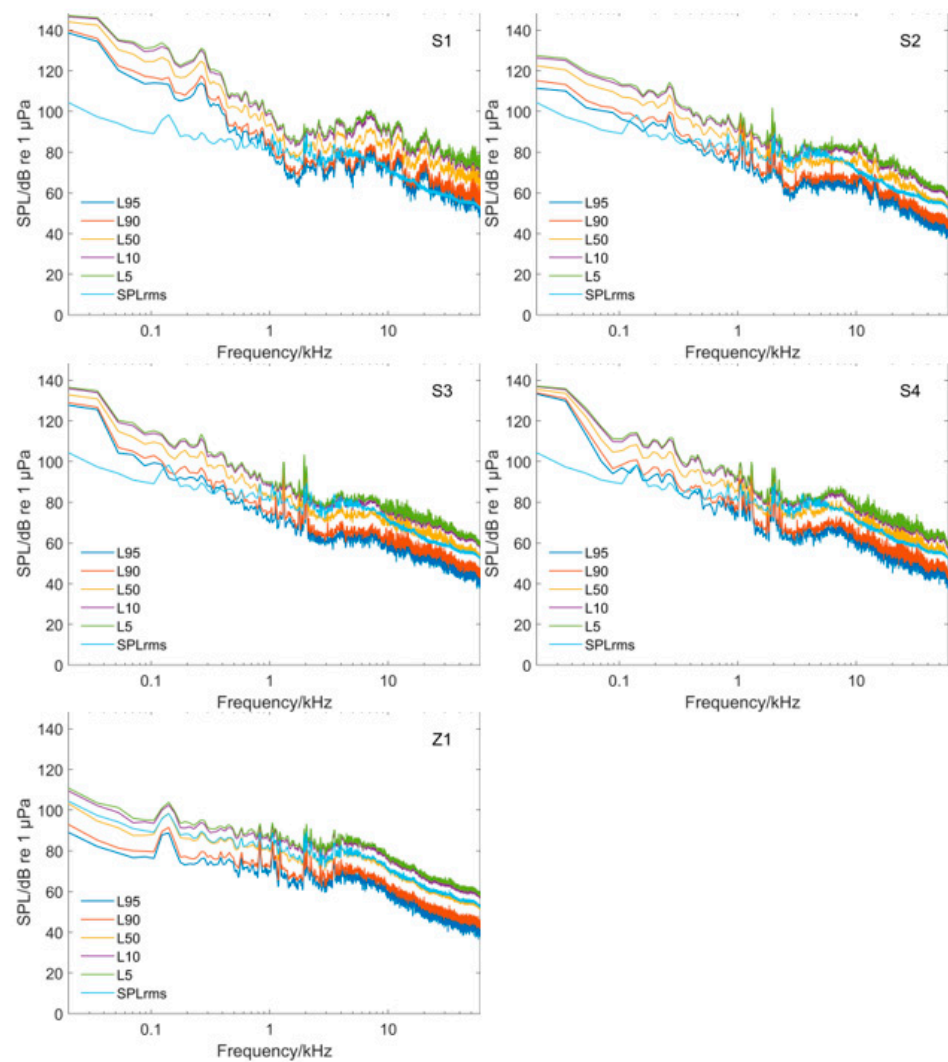 S1
SPL/dB re 1 μPa
140
120
100
80
60
40
20
0
L95
L90
L50
L10
L5
SPLrms
0.1
1
10
Frequency/kHz
S2
SPL/dB re 1 μPa
140
120
100
80
60
40
20
0
L95
L90
L50
L10
L5
SPLrms
0.1
1
10
Frequency/kHz
S3
SPL/dB re 1 μPa
140
120
100
80
60
40
20
0
L95
L90
L50
L10
L5
SPLrms
0.1
1
10
Frequency/kHz
S4
SPL/dB re 1 μPa
140
120
100
80
60
40
20
0
L95
L90
L50
L10
L5
SPLrms
0.1
1
10
Frequency/kHz
Z1
SPL/dB re 1 μPa
140
120
100
80
60
40
20
0
L95
L90
L50
L10
L5
SPLrms
0.1
1
10
Frequency/kHz